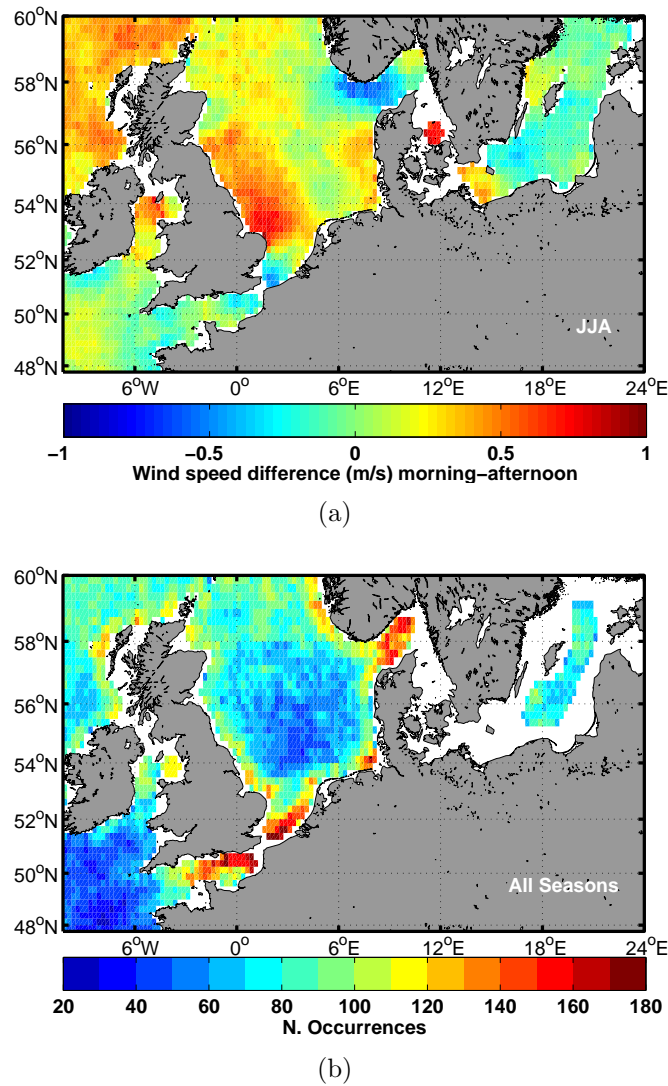 60°N
58°N
56°N
54°N
52°N
50°N
48°N
JJA
6°W 0° 6°E 12°E 18°E 24°E
−1 −0.5 0 0.5 1
Wind speed difference (m/s) morning−afternoon
(a)
60°N
58°N
56°N
54°N
52°N
50°N
48°N
All Seasons
6°W 0° 6°E 12°E 18°E 24°E
20 40 60 80 100 120 140 160 180
N. Occurrences
(b)